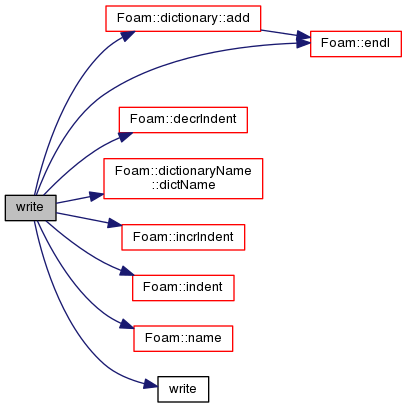 Foam::dictionary::add
Foam::endl
Foam::decrIndent
Foam::dictionaryName
::dictName
write
Foam::incrIndent
Foam::indent
Foam::name
write